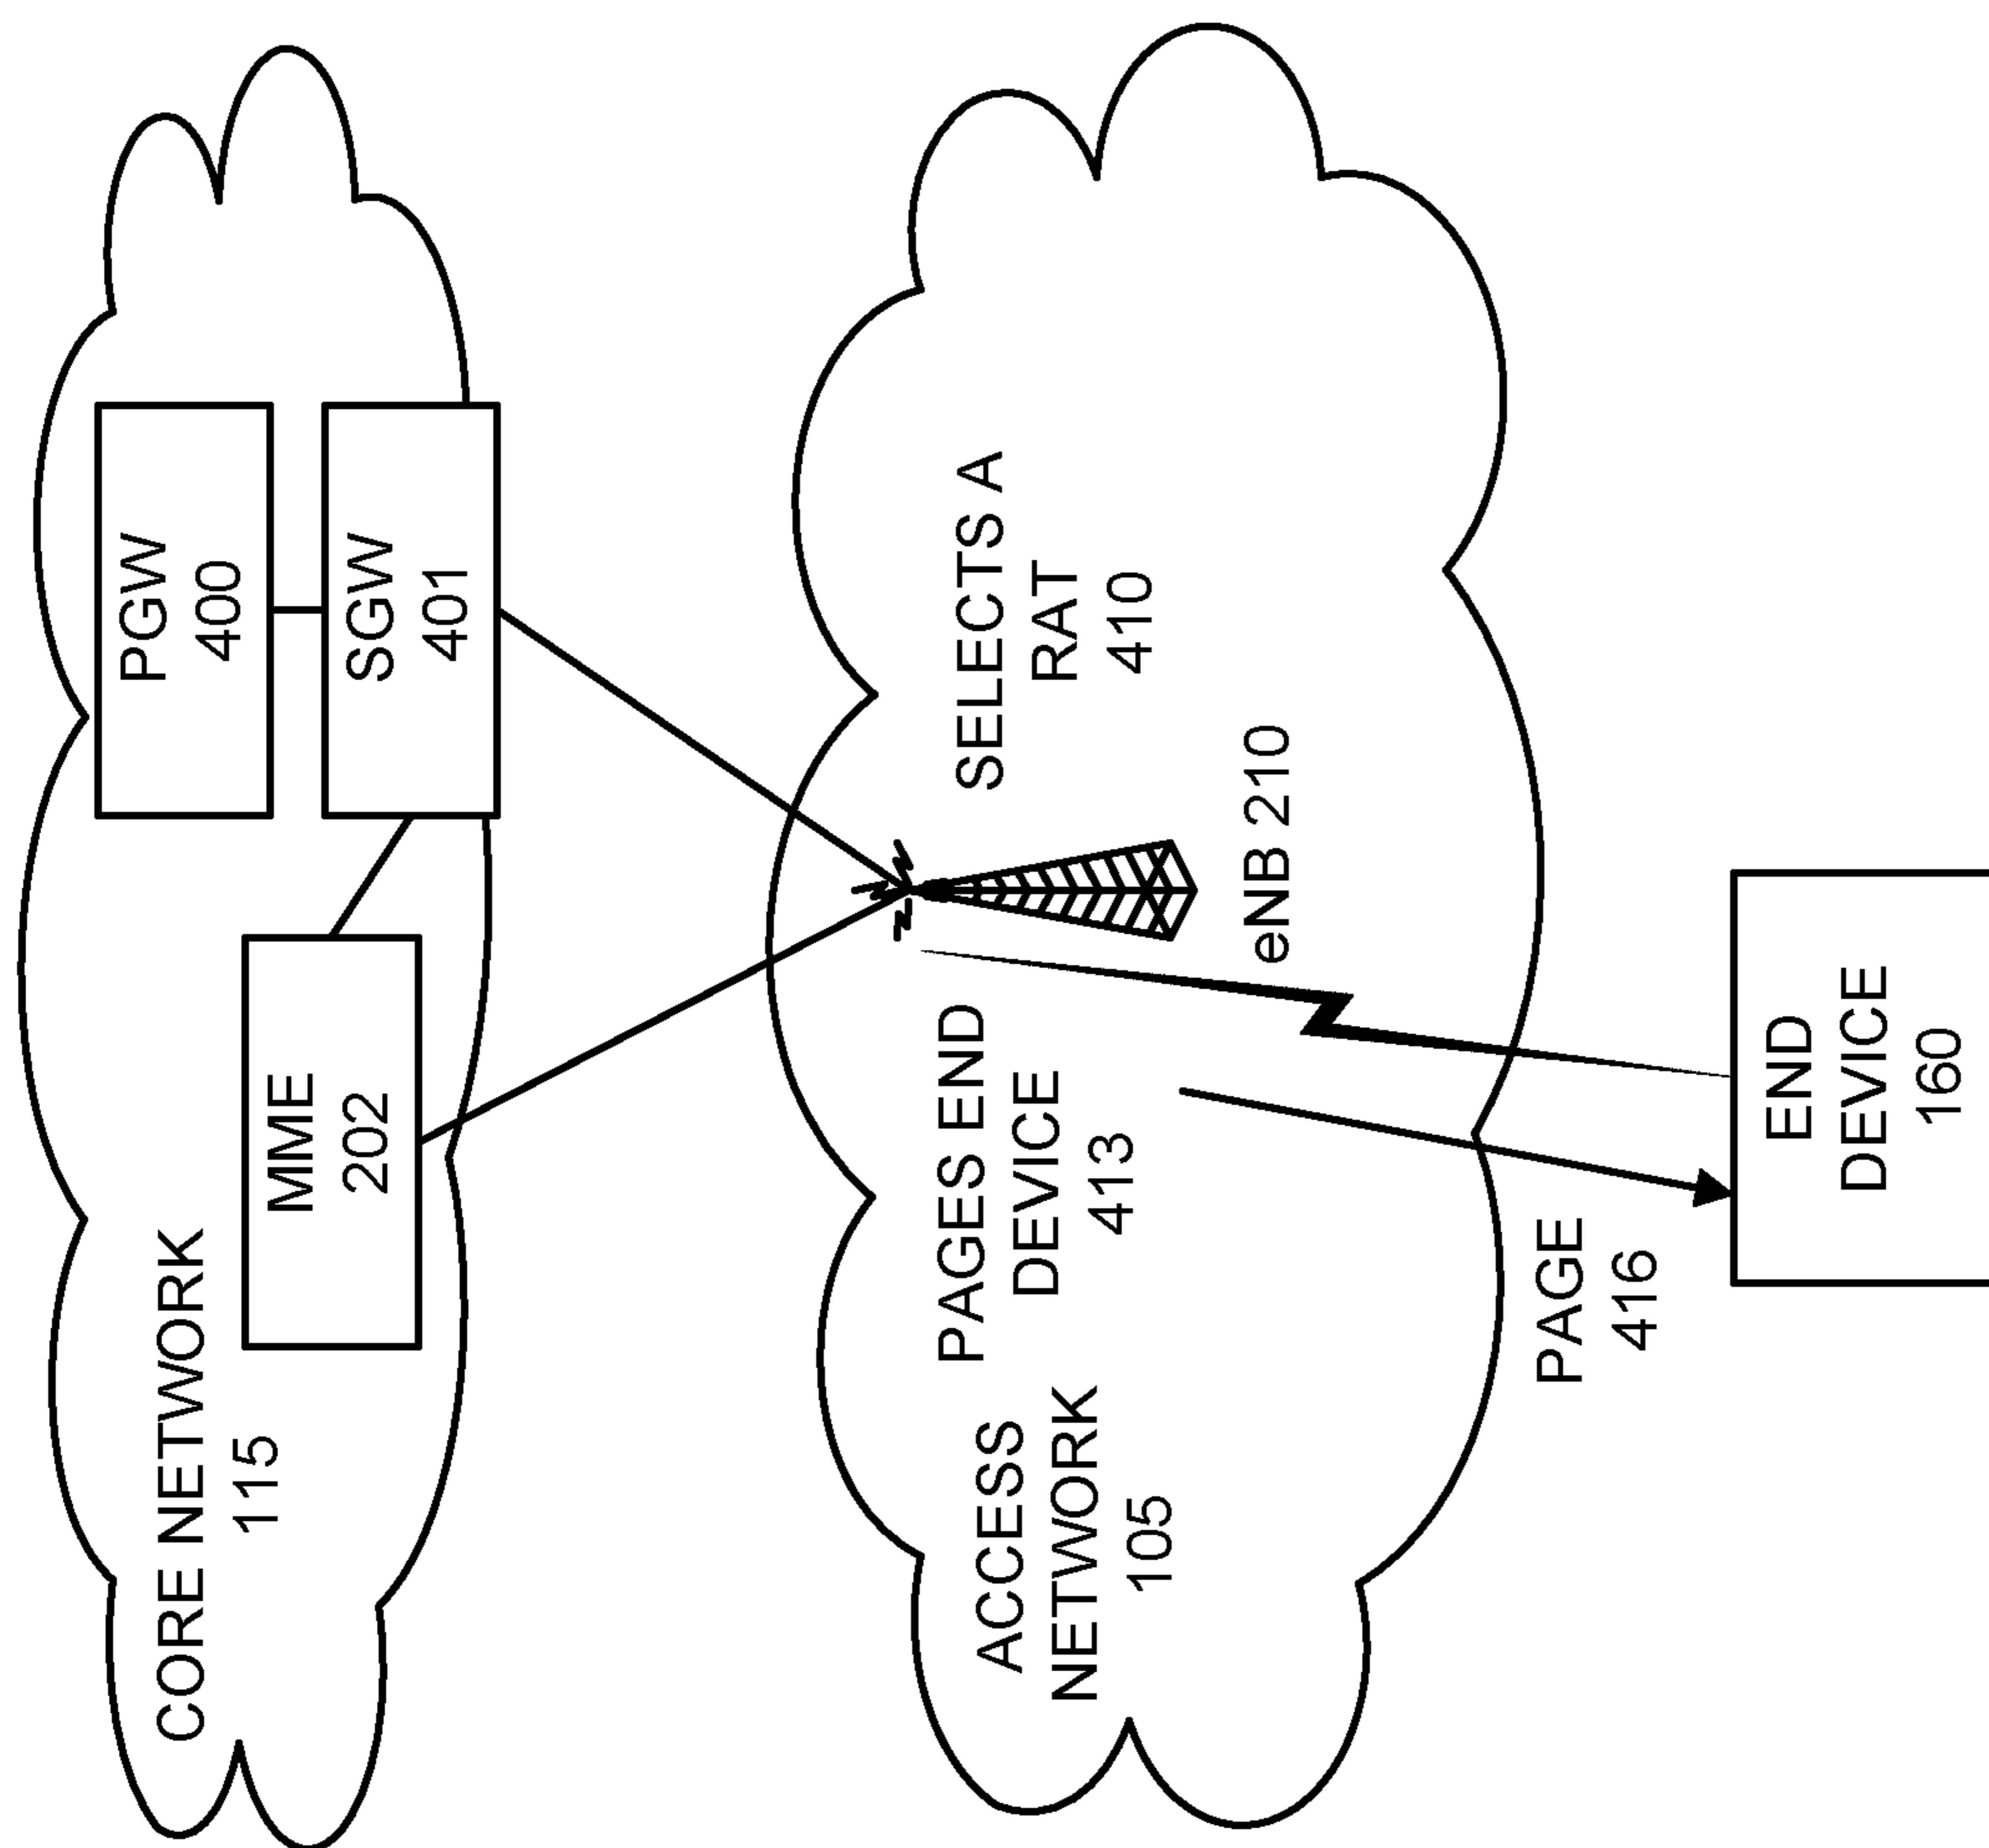 CORE NETWORK
115
MME
202
PGW
400
SGW
401
ACCESS
NETWORK
105
PAGES END
DEVICE
413
SELECTS A
RAT
410
eNB 210
PAGE
416
END
DEVICE
160